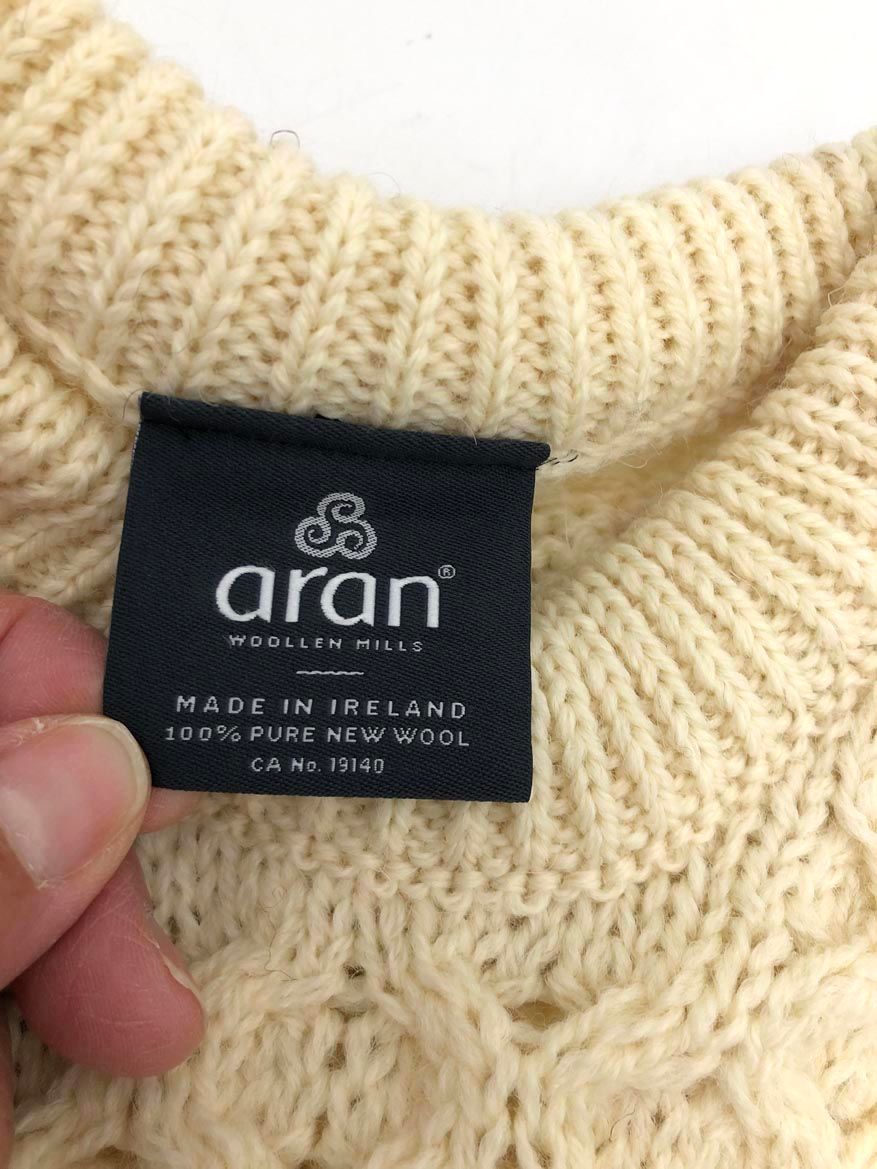 aran®
WOOLLEN MILLS
MADE IN IRELAND
100% PURE NEW WOOL
CA No. 19140